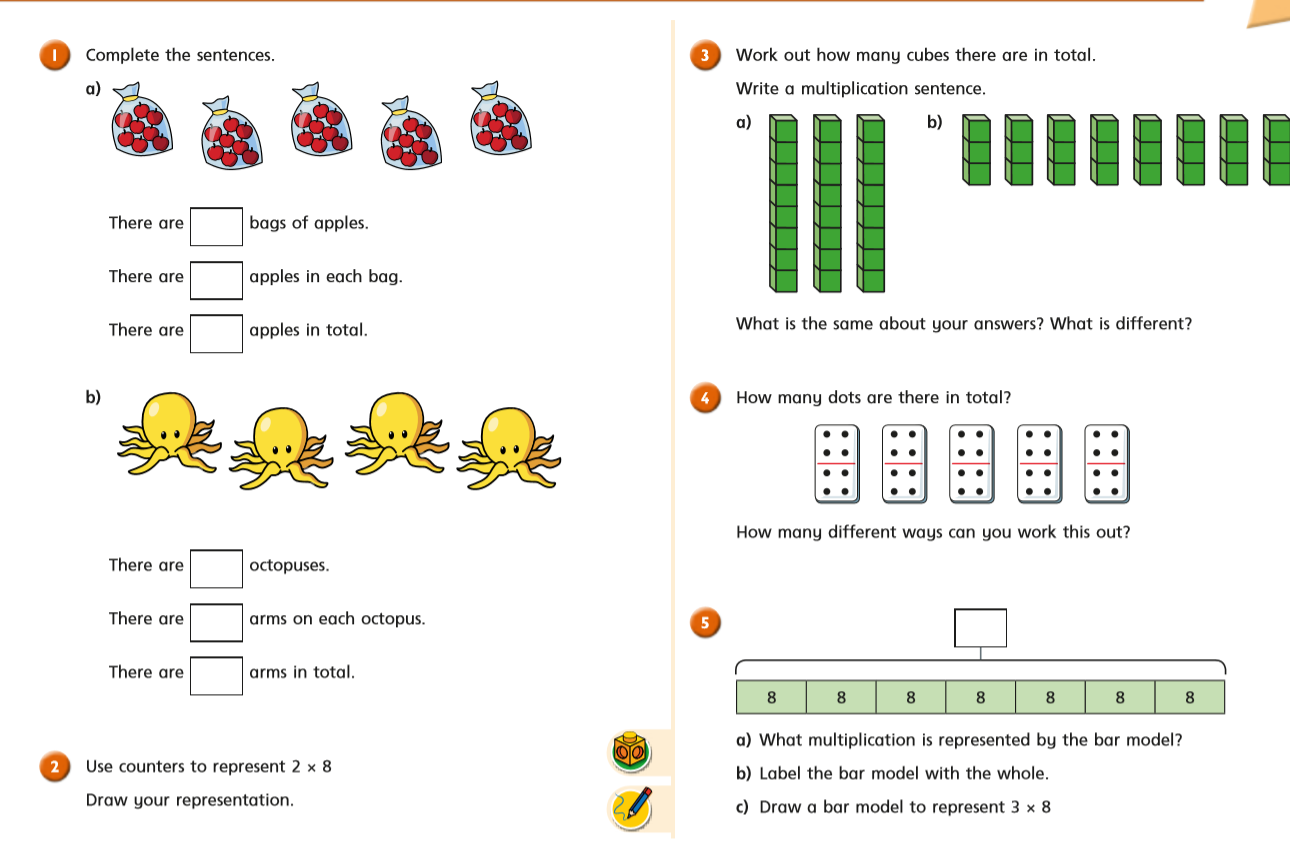 1 Complete the sentences.
a)
There are bags of apples.
There are apples in each bag.
There are apples in total.
b)
There are octopuses.
There are arms on each octopus.
There are arms in total.
2 Use counters to represent 2 × 8
Draw your representation.
3 Work out how many cubes there are in total.
Write a multiplication sentence.
a) b)
What is the same about your answers? What is different?
4 How many dots are there in total?
How many different ways can you work this out?
5
8 8 8 8 8 8 8
a) What multiplication is represented by the bar model?
b) Label the bar model with the whole.
c) Draw a bar model to represent 3 × 8